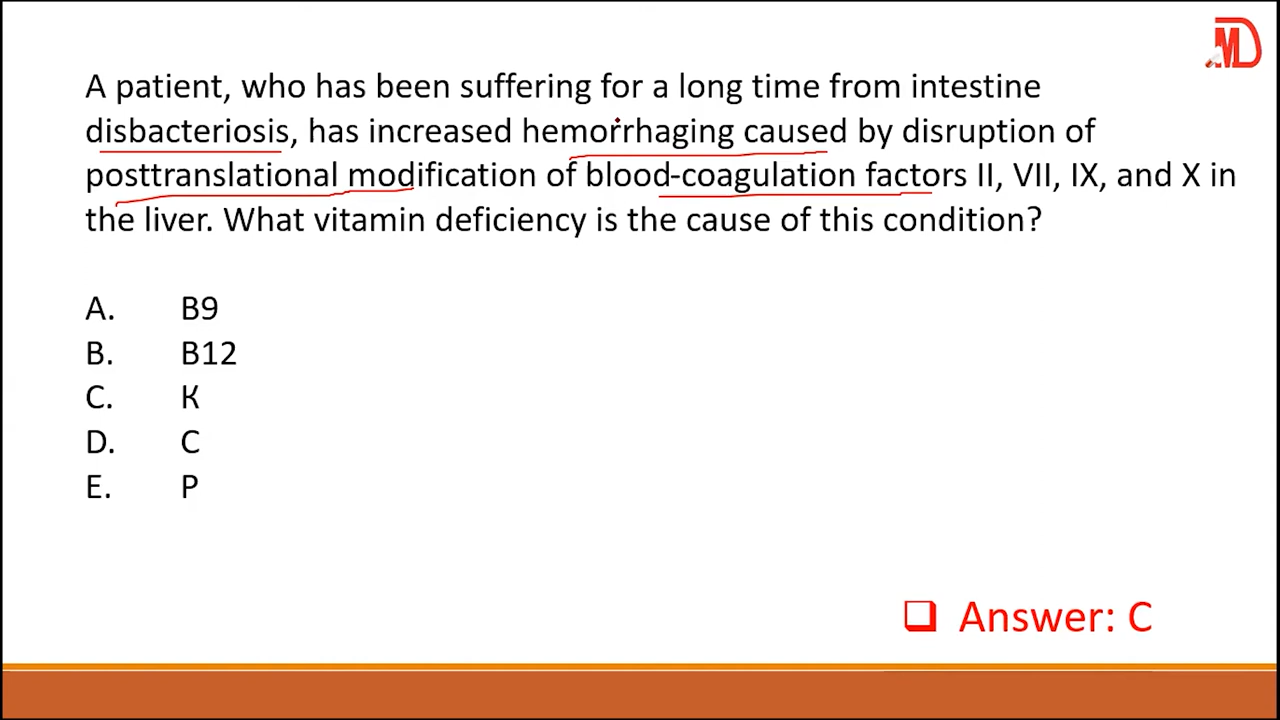 A patient, who has been suffering for a long time from intestine
disbacteriosis, has increased hemorrhaging caused by disruption of
posttranslational modification of blood-coagulation factors II, VII, IX, and X in
the liver. What vitamin deficiency is the cause of this condition?
A. B9
B. B12
C. К
D. C
E. P
Answer: C
MD